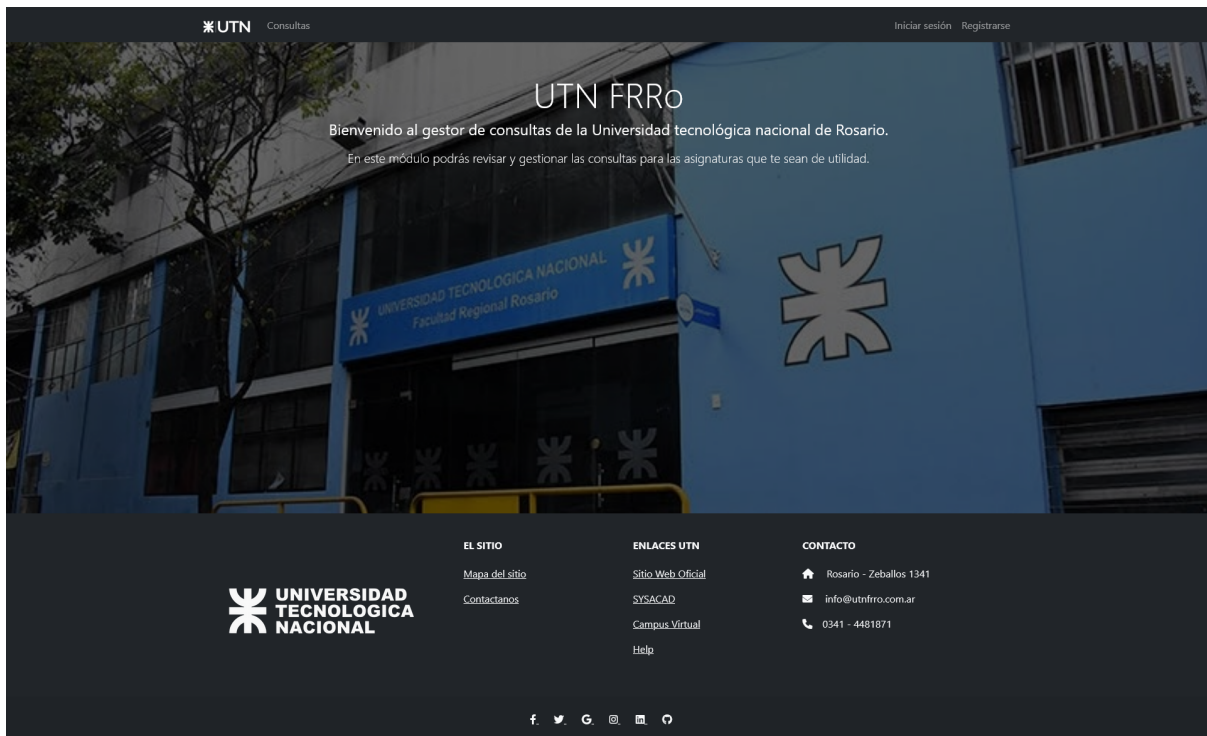 UTN
Consultas
Iniciar sesión
Registrarse
UTN FRRo
Bienvenido al gestor de consultas de la Universidad tecnológica nacional de Rosario.
En este módulo podrás revisar y gestionar las consultas para las asignaturas que te sean de utilidad.
UNIVERSIDAD TECNOLOGICA NACIONAL
Facultad Regional Rosario
UNIVERSIDAD
TECNOLOGICA
NACIONAL
EL SITIO
Mapa del sitio
Contactanos
ENLACES UTN
Sitio Web Oficial
SYSACAD
Campus Virtual
Help
CONTACTO
Rosario - Zeballos 1341
info@utnfrro.com.ar
0341 - 4481871